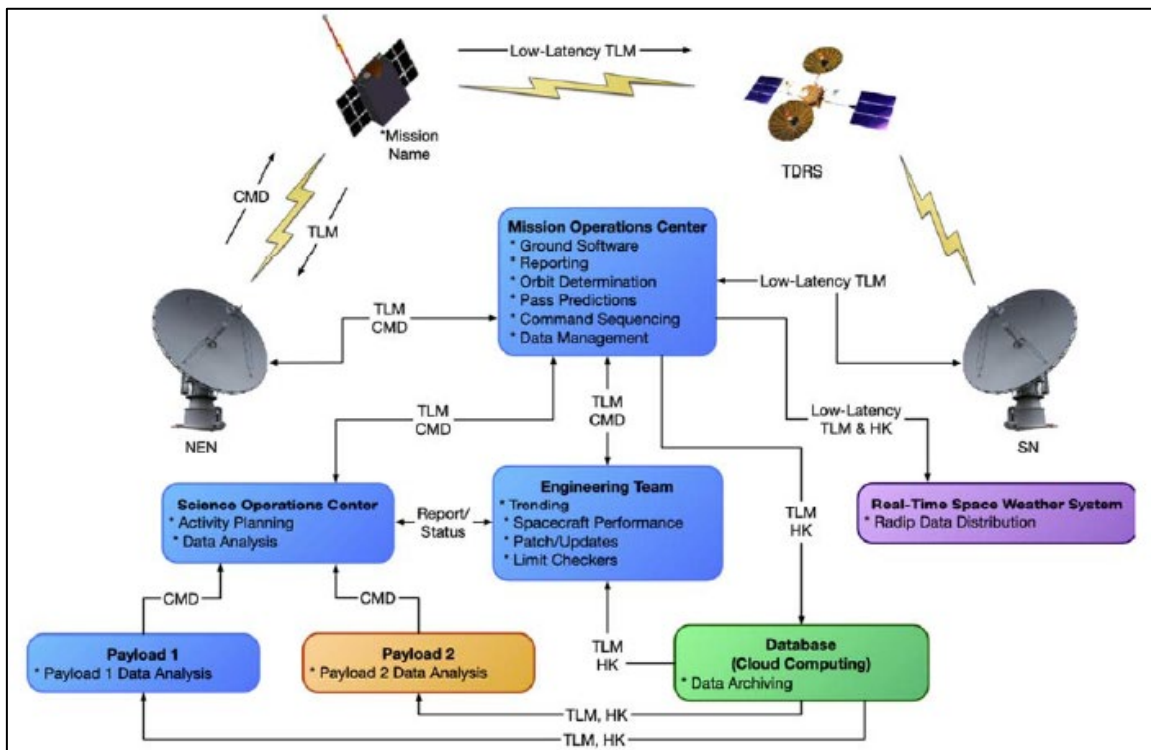 Low-Latency TLM
*Mission
Name
TDRS
CMD
TLM
Mission Operations Center
* Ground Software
* Reporting
* Orbit Determination
* Pass Predictions
* Command Sequencing
* Data Management
Low-Latency TLM
TLM
CMD
NEN
SN
TLM
CMD
TLM
CMD
Low-Latency
TLM & HK
Science Operations Center
* Activity Planning
* Data Analysis
Report/
Status
Engineering Team
* Trending
* Spacecraft Performance
* Patch/Updates
* Limit Checkers
TLM
HK
Real-Time Space Weather System
* Radip Data Distribution
CMD
CMD
Payload 1
* Payload 1 Data Analysis
Payload 2
* Payload 2 Data Analysis
TLM
HK
Database
(Cloud Computing)
* Data Archiving
TLM, HK
TLM, HK